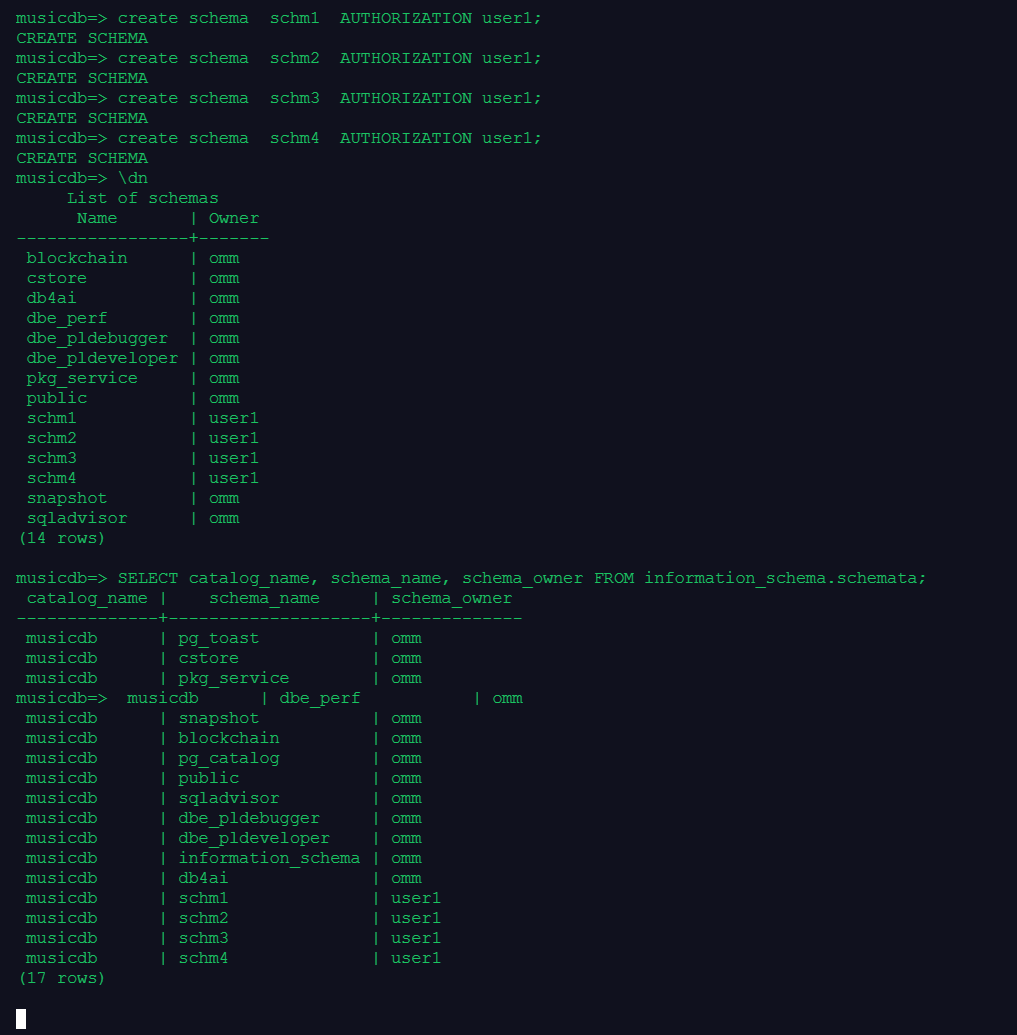 musicdb=> create schema  schm1  AUTHORIZATION user1;
CREATE SCHEMA
musicdb=> create schema  schm2  AUTHORIZATION user1;
CREATE SCHEMA
musicdb=> create schema  schm3  AUTHORIZATION user1;
CREATE SCHEMA
musicdb=> create schema  schm4  AUTHORIZATION user1;
CREATE SCHEMA
musicdb=> \dn
     List of schemas
      Name       | Owner
-----------------+-------
 blockchain      | omm
 cstore          | omm
 db4ai           | omm
 dbe_perf        | omm
 dbe_pldebugger  | omm
 dbe_pldeveloper | omm
 pkg_service     | omm
 public          | omm
 schm1           | user1
 schm2           | user1
 schm3           | user1
 schm4           | user1
 snapshot        | omm
 sqladvisor      | omm
(14 rows)

musicdb=> SELECT catalog_name, schema_name, schema_owner FROM information_schema.schemata;
 catalog_name |    schema_name     | schema_owner
--------------+--------------------+--------------
 musicdb      | pg_toast           | omm
 musicdb      | cstore             | omm
 musicdb      | pkg_service        | omm
musicdb=>  musicdb      | dbe_perf           | omm
 musicdb      | snapshot           | omm
 musicdb      | blockchain         | omm
 musicdb      | pg_catalog         | omm
 musicdb      | public             | omm
 musicdb      | sqladvisor         | omm
 musicdb      | dbe_pldebugger     | omm
 musicdb      | dbe_pldeveloper    | omm
 musicdb      | information_schema | omm
 musicdb      | db4ai              | omm
 musicdb      | schm1              | user1
 musicdb      | schm2              | user1
 musicdb      | schm3              | user1
 musicdb      | schm4              | user1
(17 rows)